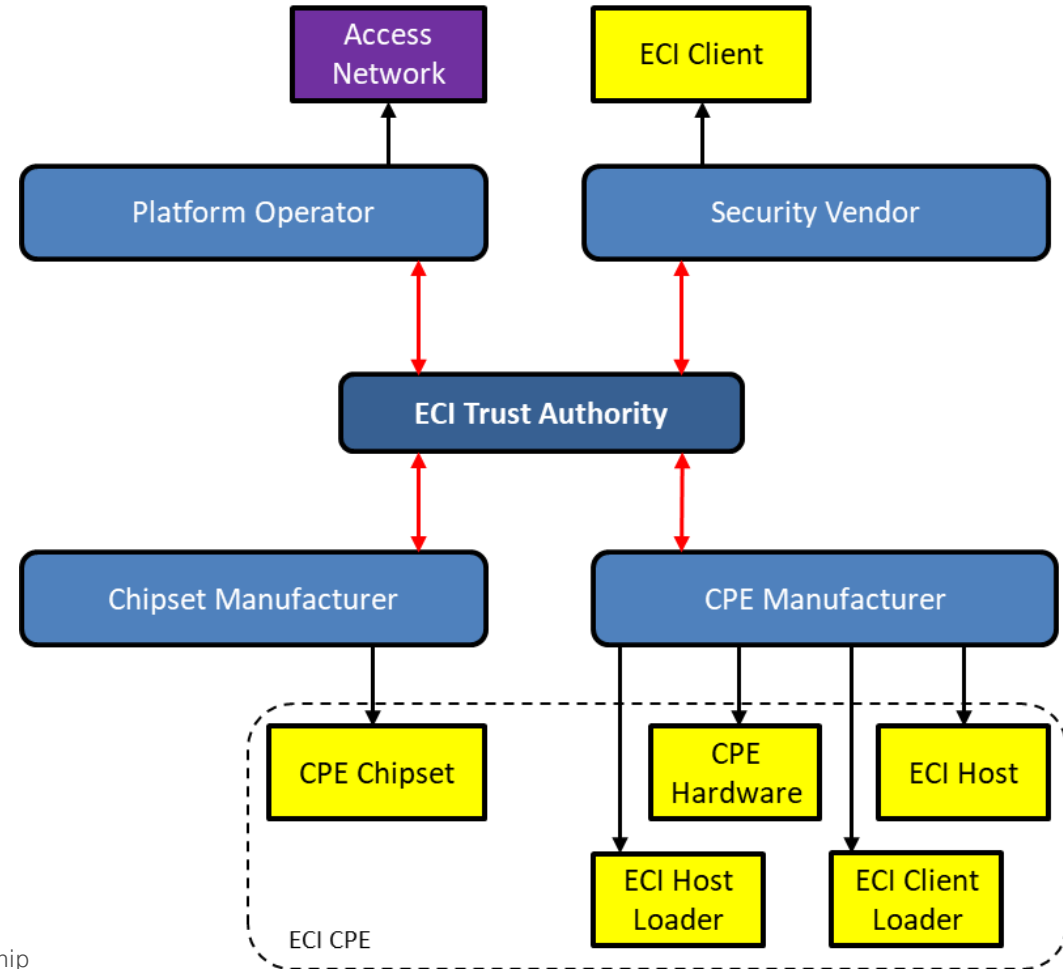 Access
Network
ECI Client
Platform Operator
Security Vendor
ECI Trust Authority
Chipset Manufacturer
CPE Manufacturer
CPE Chipset
CPE
Hardware
ECI Host
ECI Host
Loader
ECI Client
Loader
ECI CPE